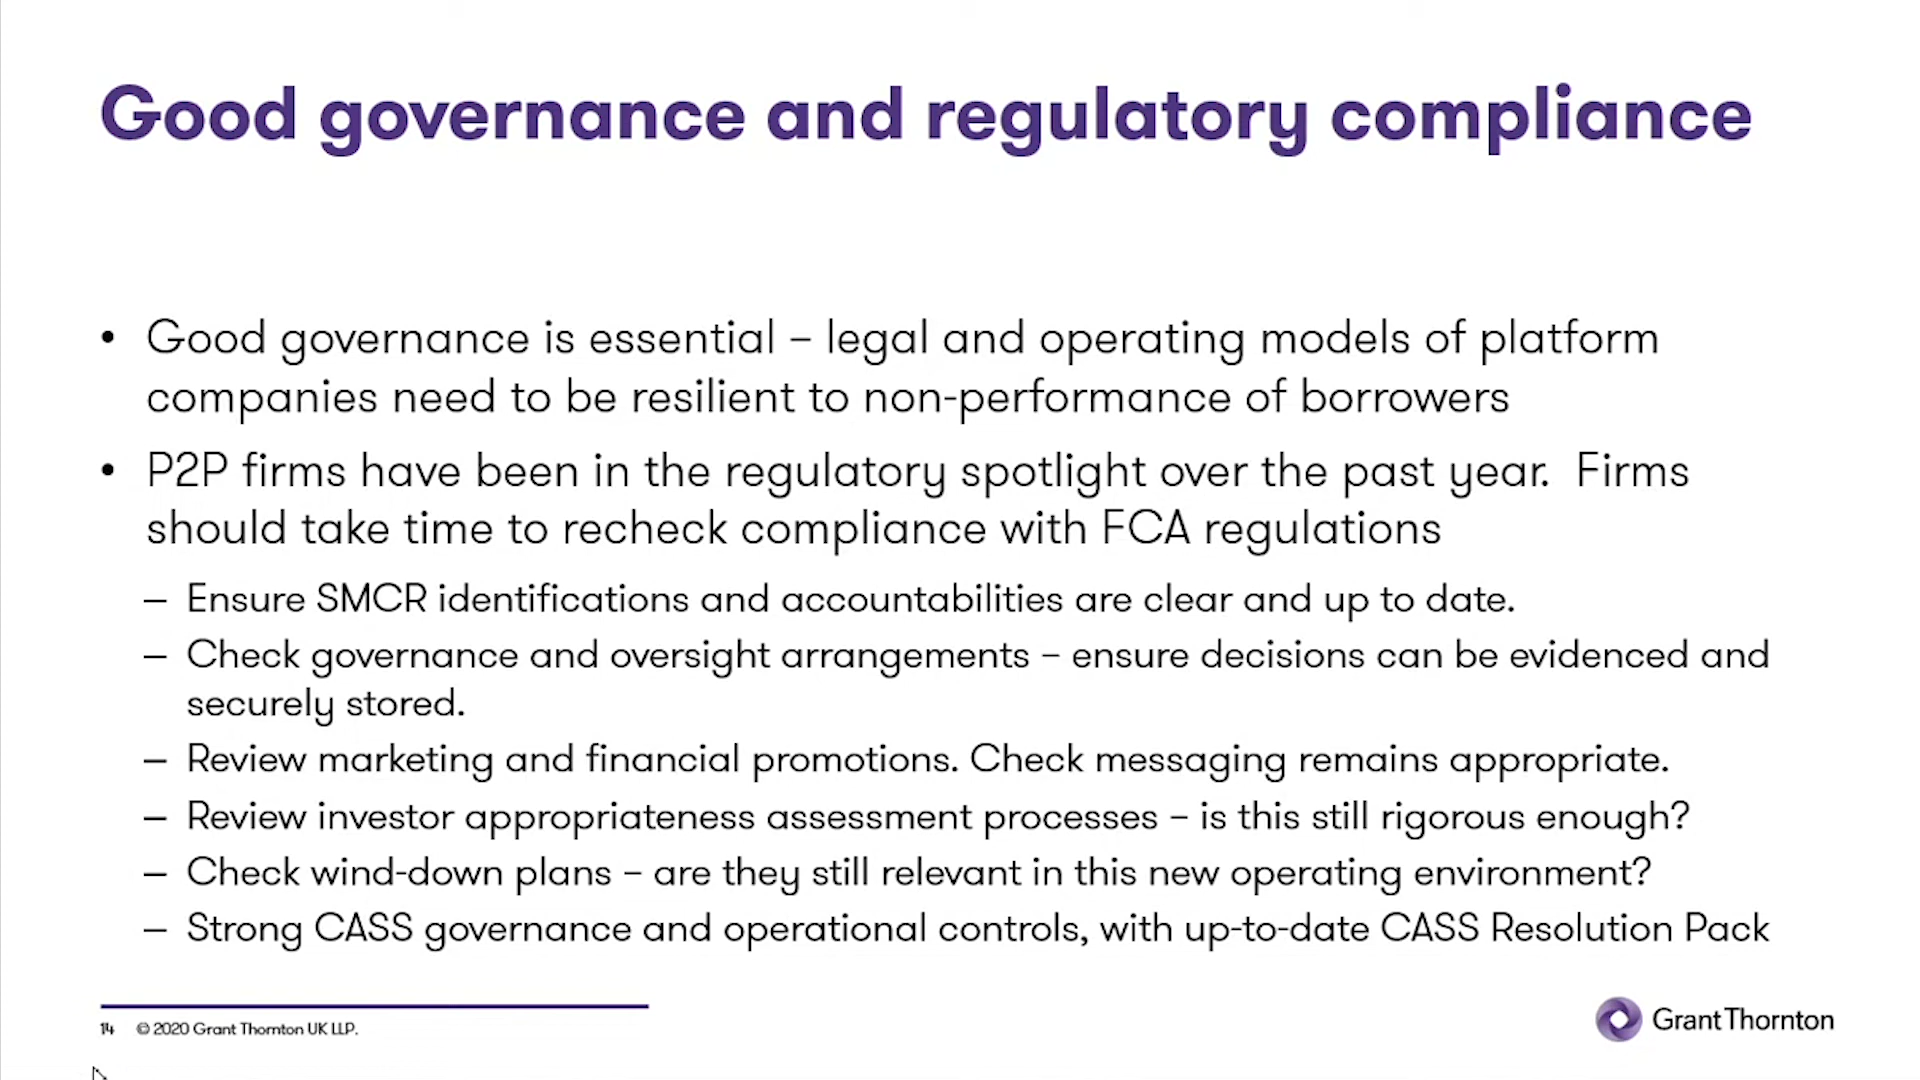 Good governance and regulatory compliance
• Good governance is essential – legal and operating models of platform
companies need to be resilient to non-performance of borrowers
• P2P firms have been in the regulatory spotlight over the past year.  Firms
should take time to recheck compliance with FCA regulations
– Ensure SMCR identifications and accountabilities are clear and up to date.
– Check governance and oversight arrangements – ensure decisions can be evidenced and
securely stored.
– Review marketing and financial promotions. Check messaging remains appropriate.
– Review investor appropriateness assessment processes – is this still rigorous enough?
– Check wind-down plans – are they still relevant in this new operating environment?
– Strong CASS governance and operational controls, with up-to-date CASS Resolution Pack
14 © 2020 Grant Thornton UK LLP.
Grant Thornton